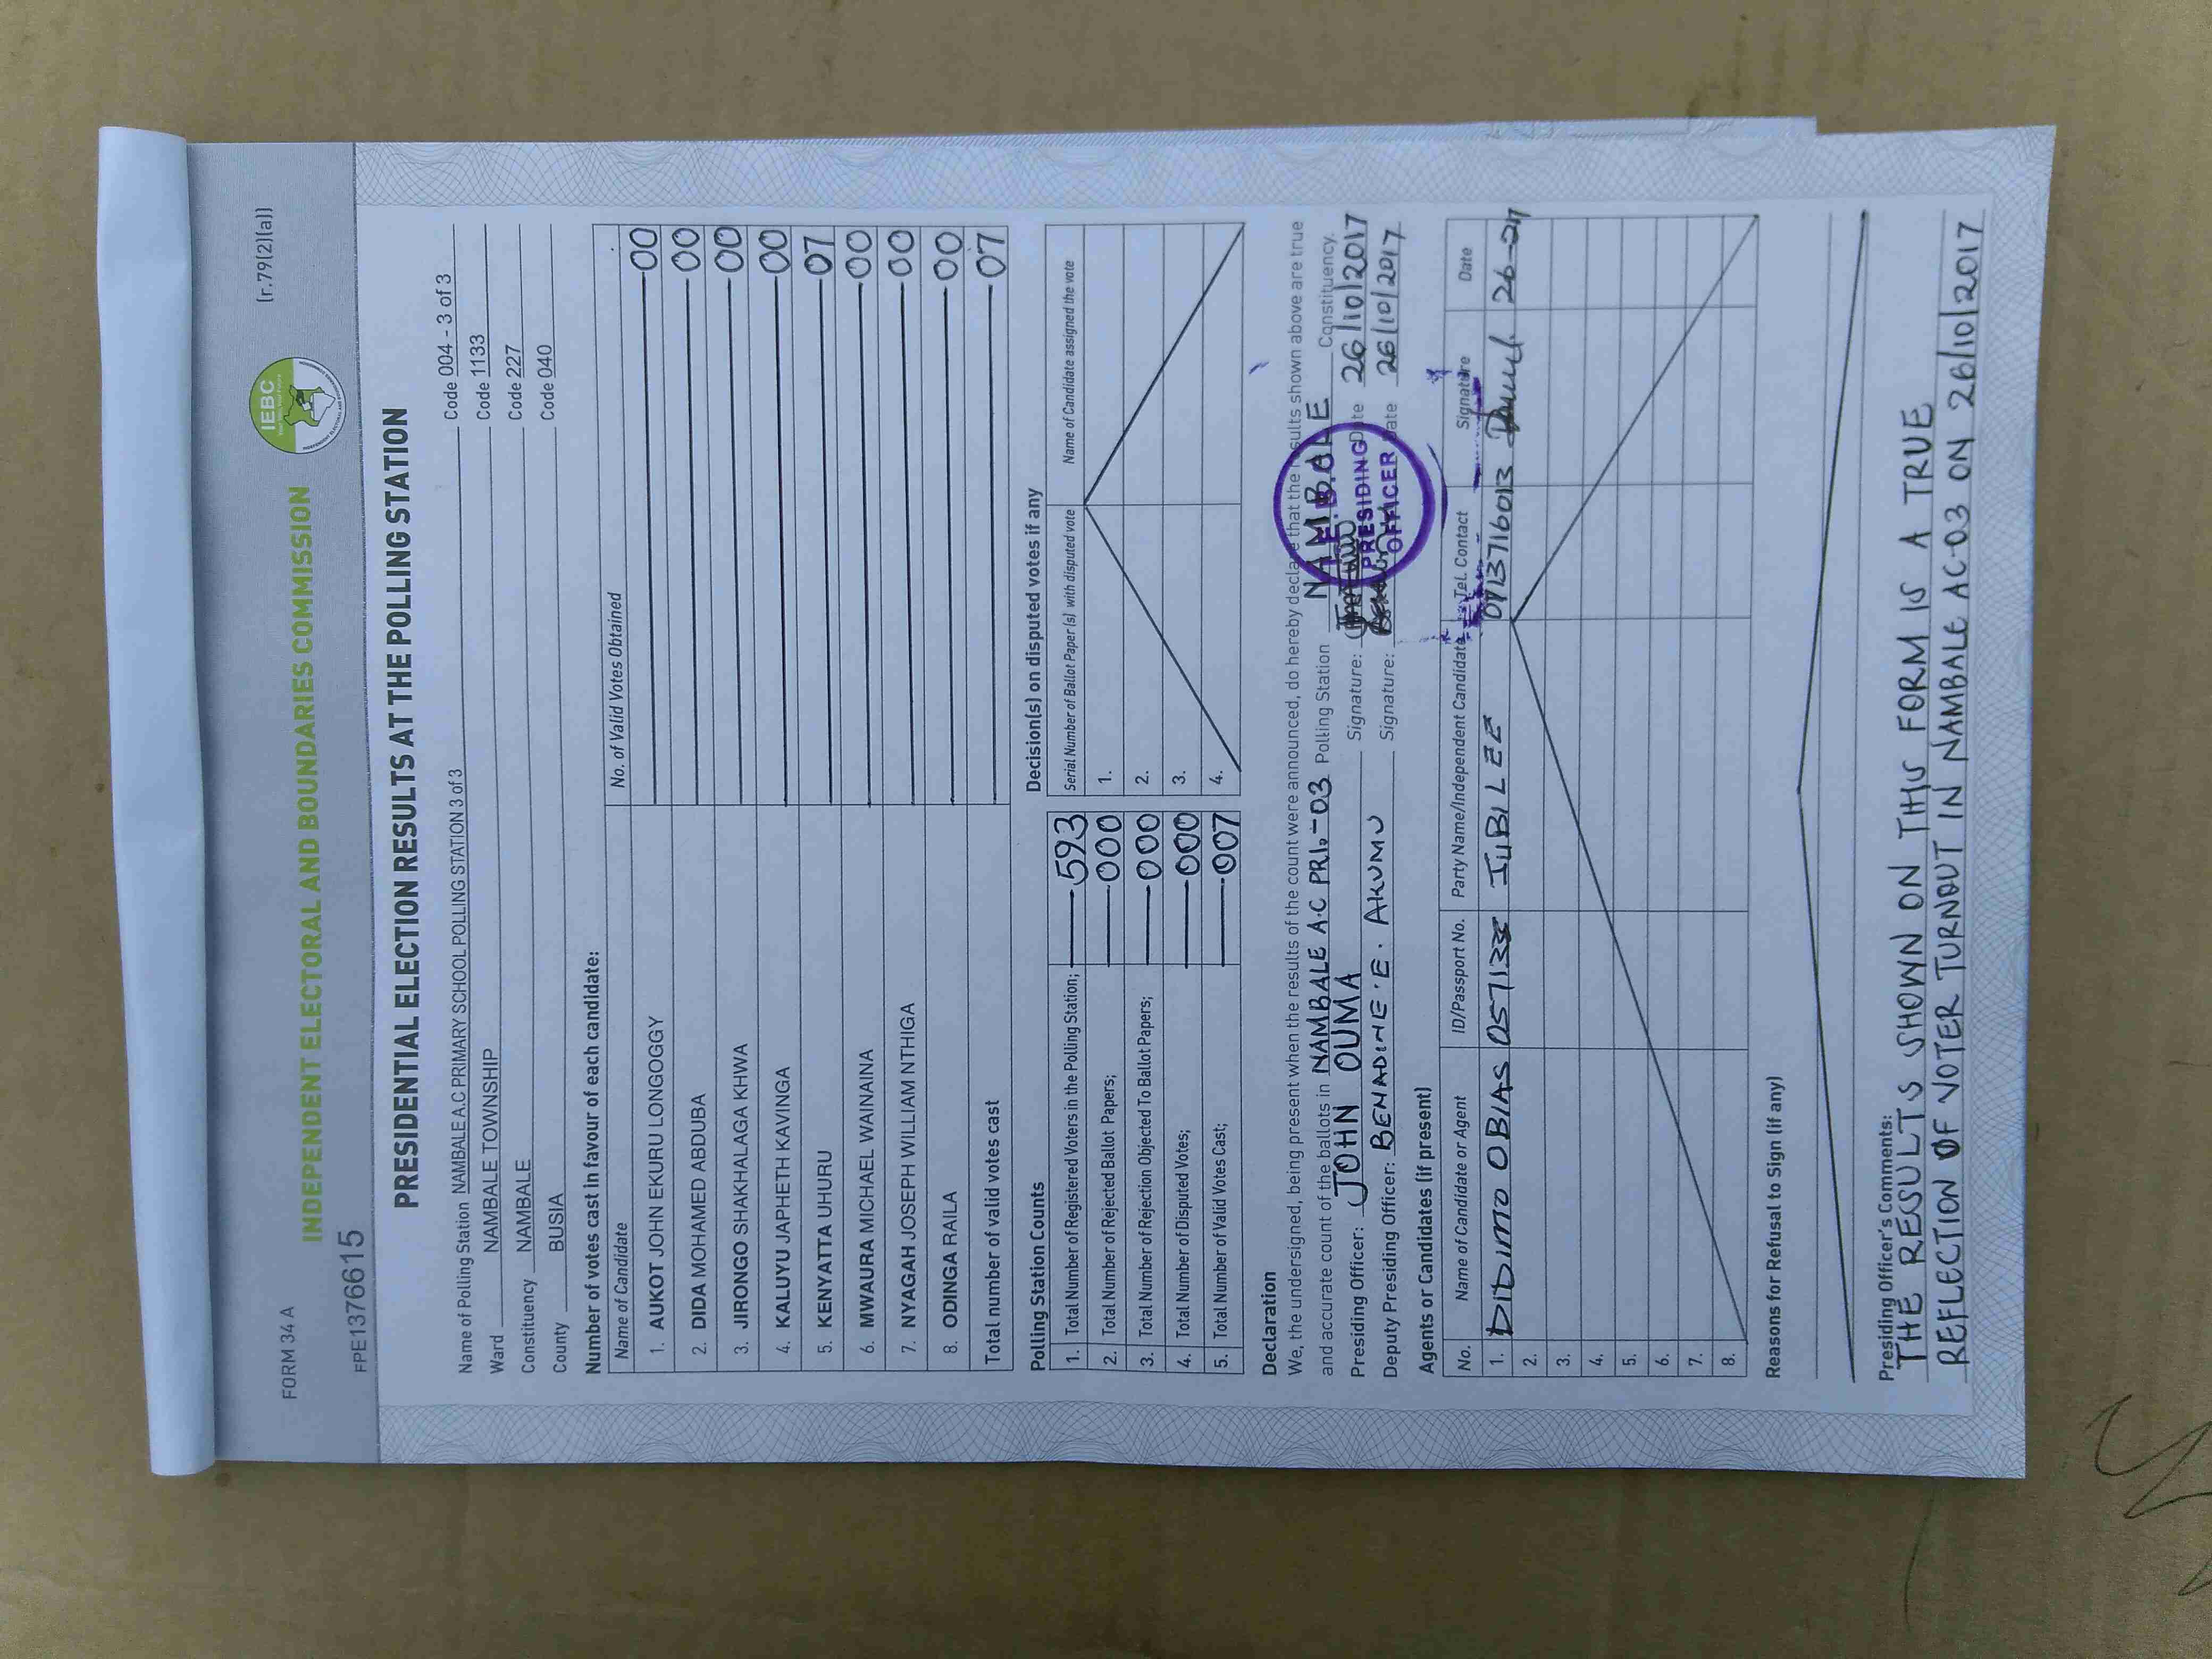 FORM 34 A
(r.79(2)(a))
IEBC
INDEPENDENT ELECTORAL AND BOUNDARIES COMMISSION
FPE1376615
PRESIDENTIAL ELECTION RESULTS AT THE POLLING STATION
Name of Polling Station NAMBALE A.C PRIMARY SCHOOL POLLING STATION 3 of 3 Code 004 - 3 of 3
Ward NAMBALE TOWNSHIP Code 1133
Constituency NAMBALE Code 227
County BUSIA Code 040
Number of votes cast in favour of each candidate:
Name of Candidate No. of Valid Votes Obtained
1. AUKOT JOHN EKURU LONGOGGY 00
2. DIDA MOHAMED ABDUBA 00
3. JIRONGO SHAKHALAGA KHWA 00
4. KALUYU JAPHETH KAVINGA 00
5. KENYATTA UHURU 07
6. MWAURA MICHAEL WAINAINA 00
7. NYAGAH JOSEPH WILLIAM NTHIGA 00
8. ODINGA RAILA 00
Total number of valid votes cast 07
Polling Station Counts
1. Total Number of Registered Voters in the Polling Station; 593
2. Total Number of Rejected Ballot Papers; 000
3. Total Number of Rejection Objected To Ballot Papers; 000
4. Total Number of Disputed Votes; 000
5. Total Number of Valid Votes Cast; 007
Decision(s) on disputed votes if any
Serial Number of Ballot Paper (s) with disputed vote Name of Candidate assigned the vote
1.
2.
3.
4.
Declaration
We, the undersigned, being present when the results of the count were announced, do hereby declare that the results shown above are true
and accurate count of the ballots in NAMBALE A.C PRI.-03 Polling Station NAMBALE Constituency.
Presiding Officer: JOHN OUMA Signature: Date 26/10/2017
Deputy Presiding Officer: BENADINE.E. AKUMU Signature: Date 26/10/2017
PRESIDING
OFFICER
Agents or Candidates (if present)
No. Name of Candidate or Agent ID/Passport No. Party Name/Independent Candidate Tel. Contact Signature Date
1. DIDIMO OBIAS JUBILEE 0713716013
2.
3.
4.
5.
6.
7.
8.
Reasons for Refusal to Sign (if any)
Presiding Officer's Comments:
THE RESULTS SHOWN ON THIS FORM IS A TRUE
REFLECTION OF VOTER TURNOUT IN NAMBALE AC-03 ON 26/10/2017